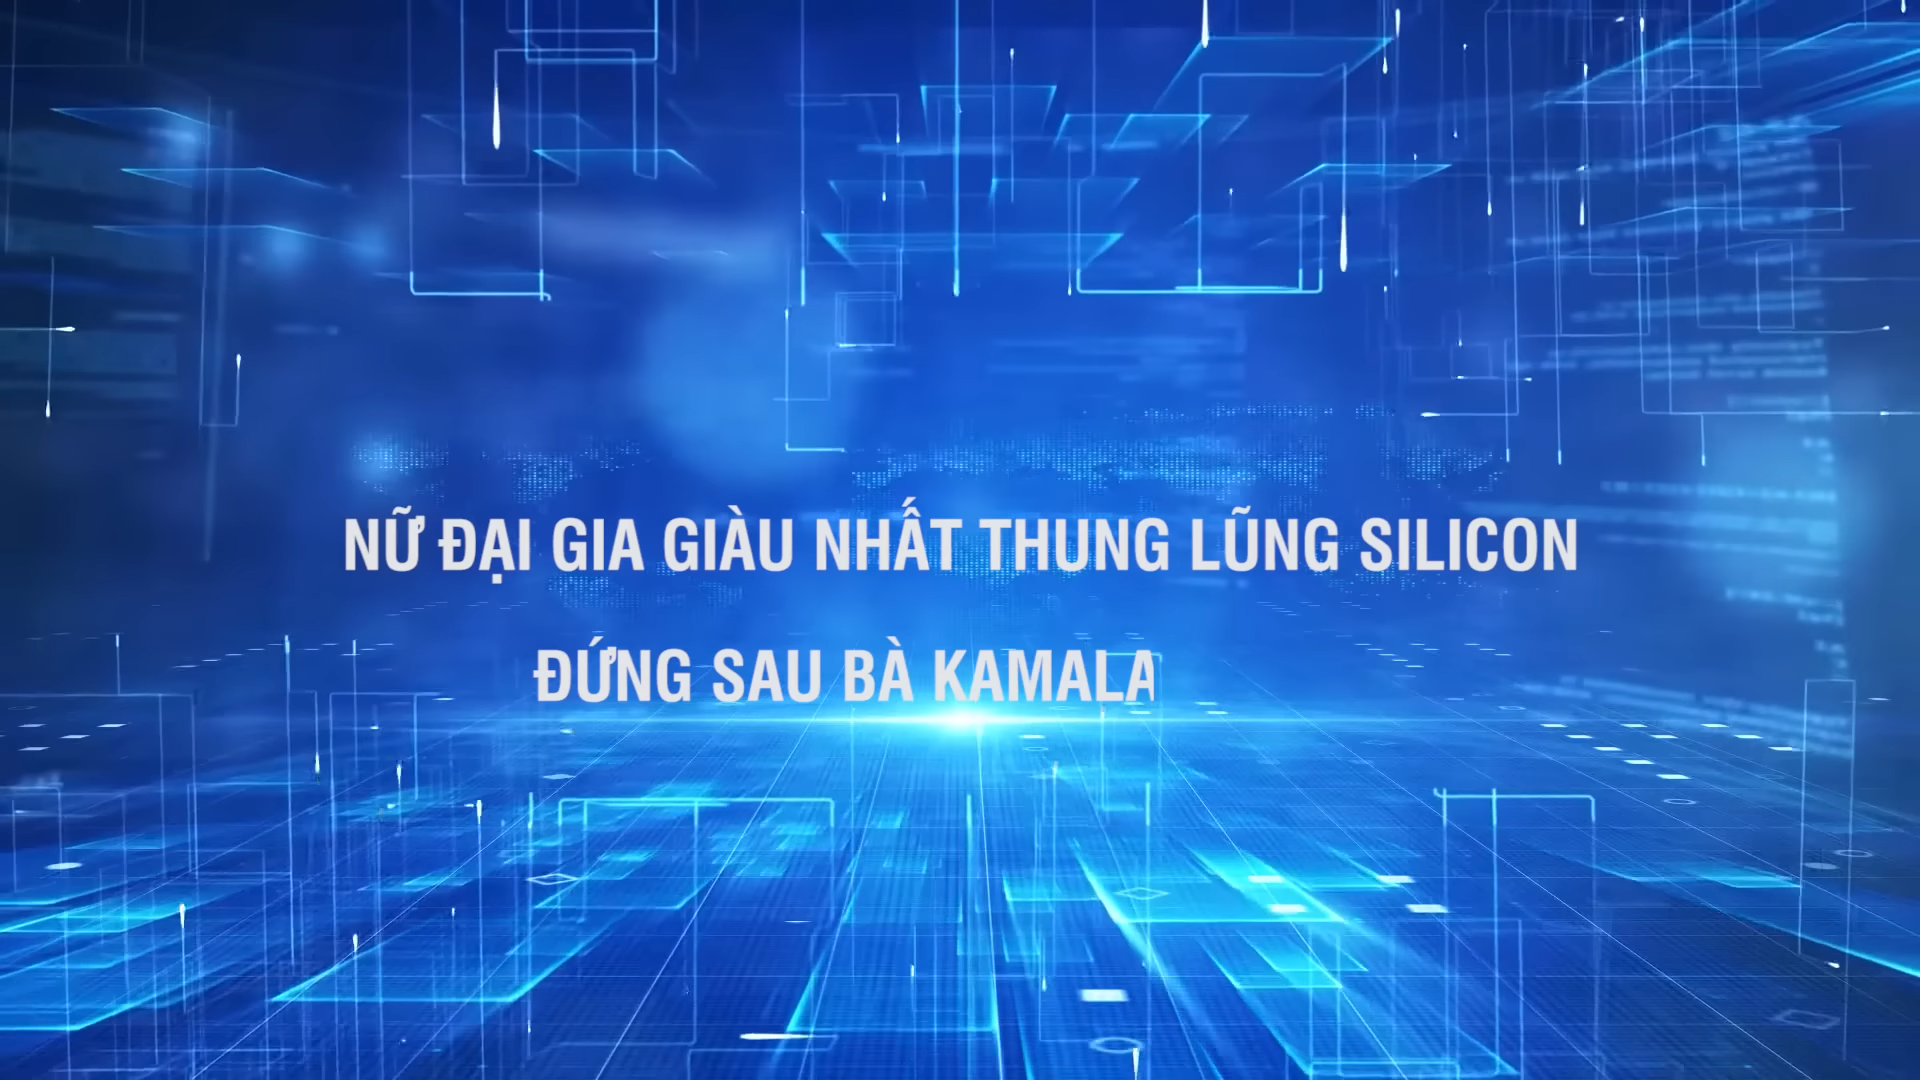 NỮ ĐẠI GIA GIÀU NHẤT THUNG LŨNG SILICON
ĐỨNG SAU BÀ KAMALA